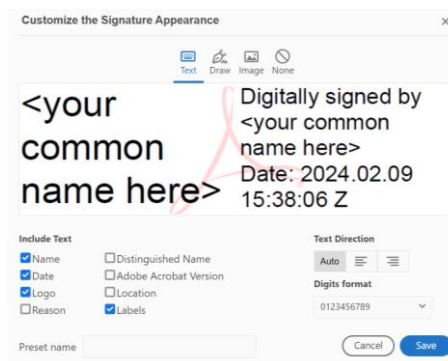 Customize the Signature Appearance
Text Draw Image None
<your
common
name here>
Digitally signed by
<your common
name here>
Date: 2024.02.09
15:38:06 Z
Include Text
Name
Date
Logo
Reason
Distinguished Name
Adobe Acrobat Version
Location
Labels
Text Direction
Auto
Digits format
0123456789
Preset name
Cancel Save